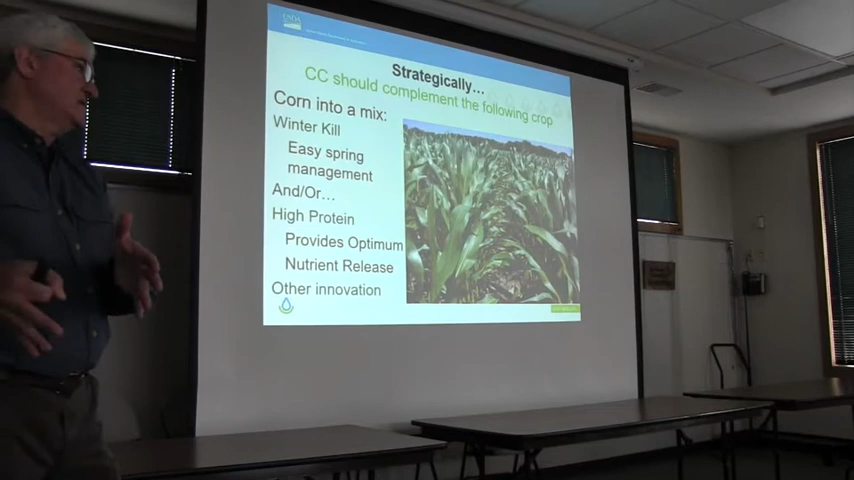 USDA
Strategically...
CC should complement the following crop
Corn into a mix:
Winter Kill
Easy spring
management
And/Or...
High Protein
Provides Optimum
Nutrient Release
Other innovation